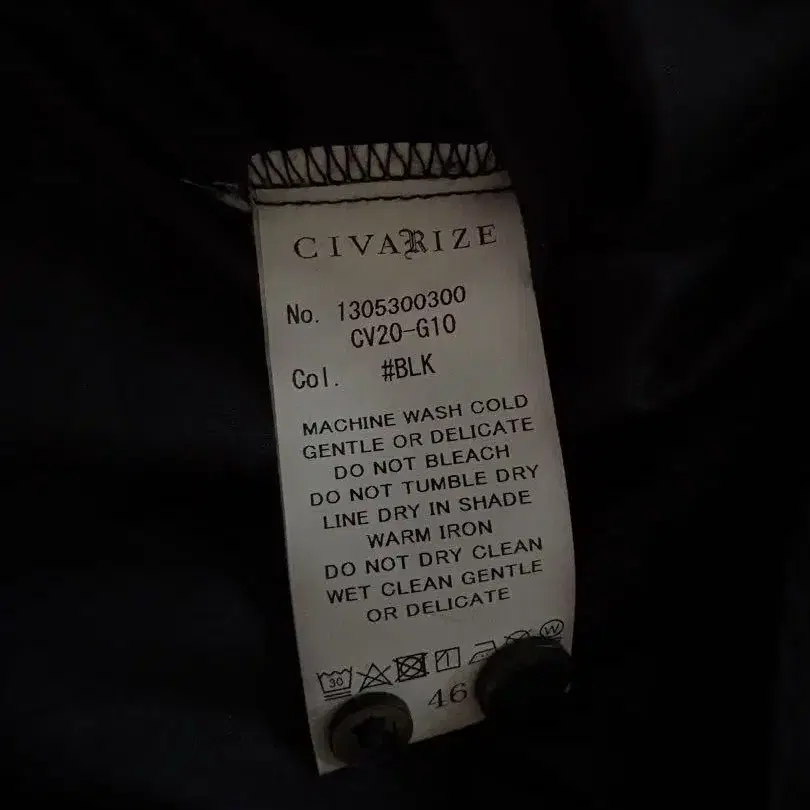 CIVARIZE
No. 1305300300
CV20-G10
Col. #BLK
MACHINE WASH COLD
GENTLE OR DELICATE
DO NOT BLEACH
DO NOT TUMBLE DRY
LINE DRY IN SHADE
WARM IRON
DO NOT DRY CLEAN
WET CLEAN GENTLE
OR DELICATE
30 W
46